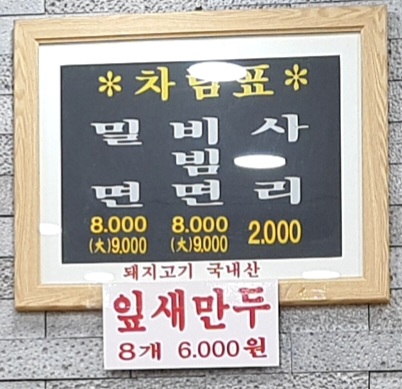 *차림표*
밀면
비빔면
사리
8.000 8.000 2.000
(大)9.000 (大)9.000
돼지고기 국내산
잎새만두
8개 6.000원